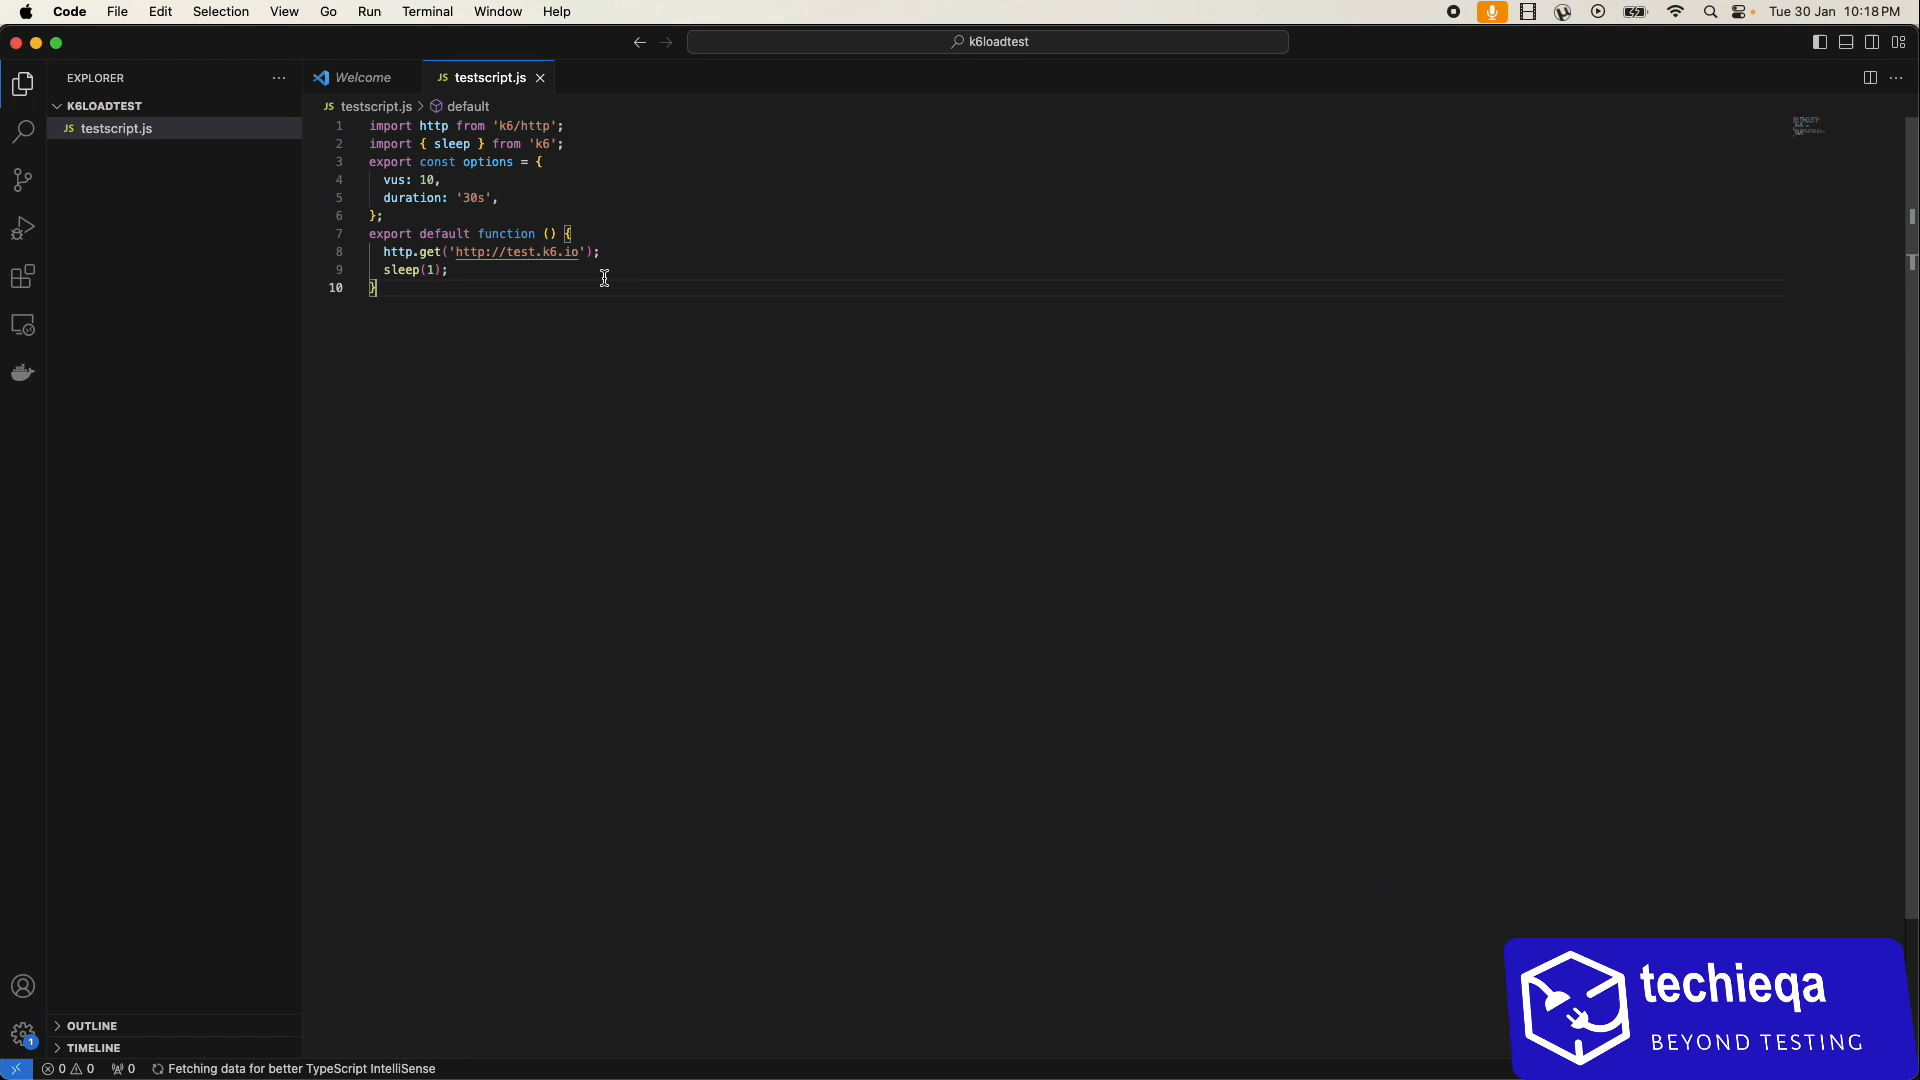 Code File Edit Selection View Go Run Terminal Window Help
Tue 30 Jan 10:18 PM
k6loadtest
EXPLORER
Welcome
JS testscript.js
K6LOADTEST
JS testscript.js
JS testscript.js > default
1 import http from 'k6/http';
2 import { sleep } from 'k6';
3 export const options = {
4 vus: 10,
5 duration: '30s',
6 };
7 export default function () {
8 http.get('http://test.k6.io');
9 sleep(1);
10 }
OUTLINE
TIMELINE
1
0 0 0 Fetching data for better TypeScript IntelliSense
techieqa
BEYOND TESTING